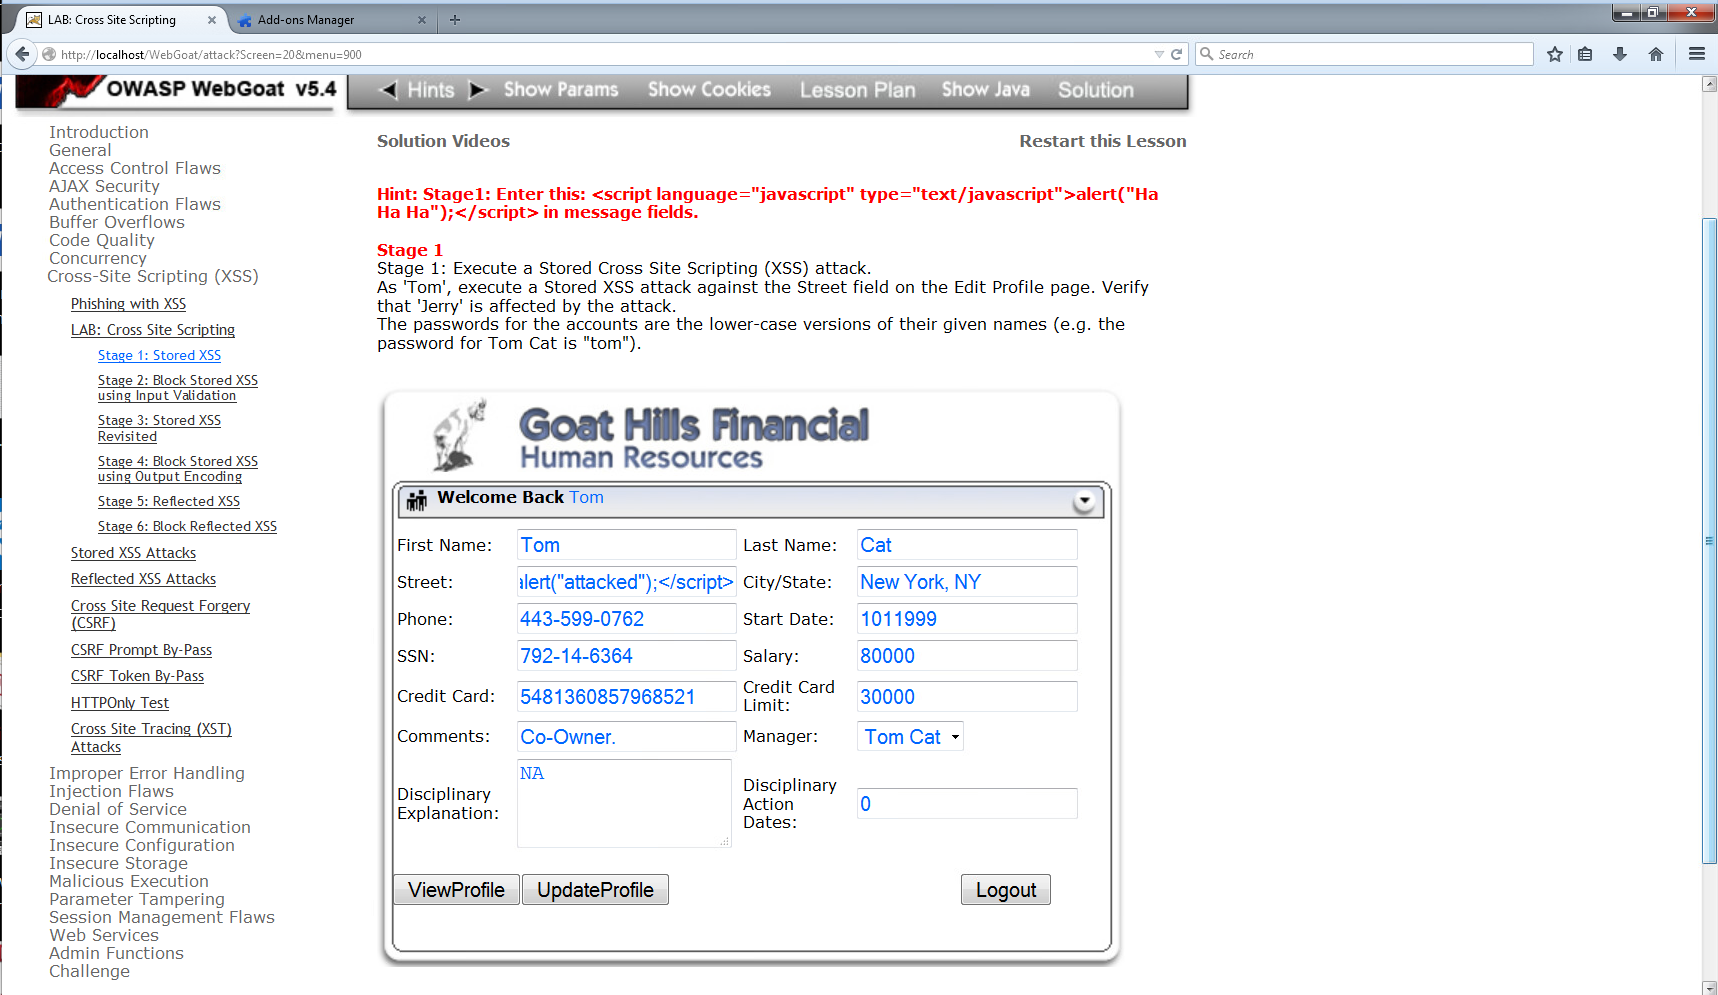 LAB: Cross Site Scripting
Add-ons Manager
http://localhost/WebGoat/attack?Screen=20&menu=900
Search
OWASP WebGoat v5.4
Hints
Show Params
Show Cookies
Lesson Plan
Show Java
Solution
Introduction
General
Access Control Flaws
AJAX Security
Authentication Flaws
Buffer Overflows
Code Quality
Concurrency
Cross-Site Scripting (XSS)
Phishing with XSS
LAB: Cross Site Scripting
Stage 1: Stored XSS
Stage 2: Block Stored XSS
using Input Validation
Stage 3: Stored XSS
Revisited
Stage 4: Block Stored XSS
using Output Encoding
Stage 5: Reflected XSS
Stage 6: Block Reflected XSS
Stored XSS Attacks
Reflected XSS Attacks
Cross Site Request Forgery
(CSRF)
CSRF Prompt By-Pass
CSRF Token By-Pass
HTTPOnly Test
Cross Site Tracing (XST)
Attacks
Improper Error Handling
Injection Flaws
Denial of Service
Insecure Communication
Insecure Configuration
Insecure Storage
Malicious Execution
Parameter Tampering
Session Management Flaws
Web Services
Admin Functions
Challenge
Solution Videos
Restart this Lesson
Hint: Stage1: Enter this: <script language="javascript" type="text/javascript">alert("Ha
Ha Ha");</script> in message fields.
Stage 1
Stage 1: Execute a Stored Cross Site Scripting (XSS) attack.
As 'Tom', execute a Stored XSS attack against the Street field on the Edit Profile page. Verify
that 'Jerry' is affected by the attack.
The passwords for the accounts are the lower-case versions of their given names (e.g. the
password for Tom Cat is "tom").
Goat Hills Financial
Human Resources
Welcome Back Tom
First Name: Tom Last Name: Cat
Street: alert("attacked");</script> City/State: New York, NY
Phone: 443-599-0762 Start Date: 1011999
SSN: 792-14-6364 Salary: 80000
Credit Card: 5481360857968521 Credit Card
Limit: 30000
Comments: Co-Owner. Manager: Tom Cat
Disciplinary
Explanation: NA
Disciplinary
Action
Dates: 0
ViewProfile UpdateProfile Logout